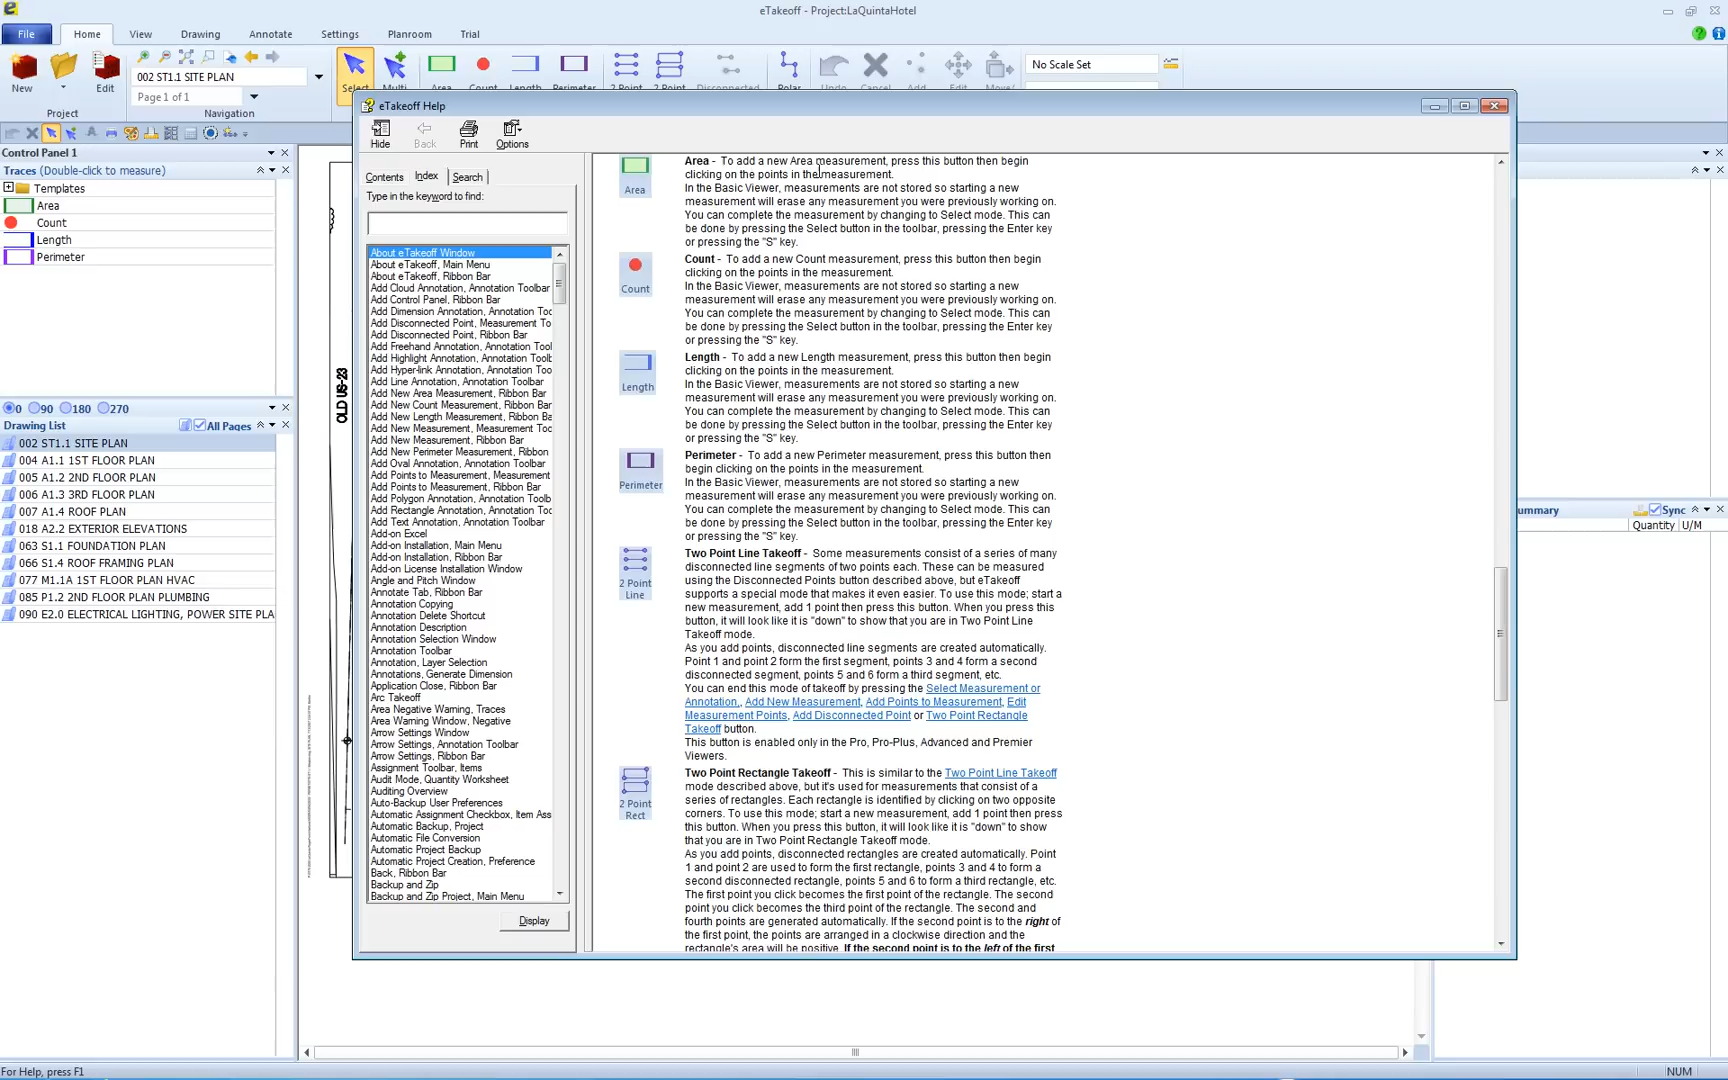 eTakeoff - Project:LaQuintaHotel
File Home View Drawing Annotate Settings Planroom Trial
002 ST1.1 SITE PLAN
Page 1 of 1
No Scale Set
New Edit Select Multi Area Count Length Perimeter 2 Point 2 Point Disconnected Polar Undo Cancel Add Edit Move/
Project Navigation
Control Panel 1
Traces (Double-click to measure)
Templates
Area
Count
Length
Perimeter
0 90 180 270
Drawing List All Pages
002 ST1.1 SITE PLAN
004 A1.1 1ST FLOOR PLAN
005 A1.2 2ND FLOOR PLAN
006 A1.3 3RD FLOOR PLAN
007 A1.4 ROOF PLAN
018 A2.2 EXTERIOR ELEVATIONS
063 S1.1 FOUNDATION PLAN
066 S1.4 ROOF FRAMING PLAN
077 M1.1A 1ST FLOOR PLAN HVAC
085 P1.2 2ND FLOOR PLAN PLUMBING
090 E2.0 ELECTRICAL LIGHTING, POWER SITE PLA
OLD US-23
eTakeoff Help
Hide Back Print Options
Contents Index Search
Type in the keyword to find:
About eTakeoff Window
About eTakeoff, Main Menu
About eTakeoff, Ribbon Bar
Add Cloud Annotation, Annotation Toolbar
Add Control Panel, Ribbon Bar
Add Dimension Annotation, Annotation Too
Add Disconnected Point, Measurement To
Add Disconnected Point, Ribbon Bar
Add Freehand Annotation, Annotation Tool
Add Highlight Annotation, Annotation Toolb
Add Hyper-link Annotation, Annotation Too
Add Line Annotation, Annotation Toolbar
Add New Area Measurement, Ribbon Bar
Add New Count Measurement, Ribbon Bar
Add New Length Measurement, Ribbon Ba
Add New Measurement, Measurement Too
Add New Measurement, Ribbon Bar
Add New Perimeter Measurement, Ribbon
Add Oval Annotation, Annotation Toolbar
Add Points to Measurement, Measurement
Add Points to Measurement, Ribbon Bar
Add Polygon Annotation, Annotation Toolb
Add Rectangle Annotation, Annotation Too
Add Text Annotation, Annotation Toolbar
Add-on Excel
Add-on Installation, Main Menu
Add-on Installation, Ribbon Bar
Add-on License Installation Window
Angle and Pitch Window
Annotate Tab, Ribbon Bar
Annotation Copying
Annotation Delete Shortcut
Annotation Description
Annotation Selection Window
Annotation Toolbar
Annotation, Layer Selection
Annotations, Generate Dimension
Application Close, Ribbon Bar
Arc Takeoff
Area Negative Warning, Traces
Area Warning Window, Negative
Arrow Settings Window
Arrow Settings, Annotation Toolbar
Arrow Settings, Ribbon Bar
Assignment Toolbar, Items
Audit Mode, Quantity Worksheet
Auditing Overview
Auto-Backup User Preferences
Automatic Assignment Checkbox, Item Ass
Automatic Backup, Project
Automatic File Conversion
Automatic Project Backup
Automatic Project Creation, Preference
Back, Ribbon Bar
Backup and Zip
Backup and Zip Project, Main Menu
Display
Area
Area - To add a new Area measurement, press this button then begin
clicking on the points in the measurement.
In the Basic Viewer, measurements are not stored so starting a new
measurement will erase any measurement you were previously working on.
You can complete the measurement by changing to Select mode. This can
be done by pressing the Select button in the toolbar, pressing the Enter key
or pressing the "S" key.
Count
Count - To add a new Count measurement, press this button then begin
clicking on the points in the measurement.
In the Basic Viewer, measurements are not stored so starting a new
measurement will erase any measurement you were previously working on.
You can complete the measurement by changing to Select mode. This can
be done by pressing the Select button in the toolbar, pressing the Enter key
or pressing the "S" key.
Length
Length - To add a new Length measurement, press this button then begin
clicking on the points in the measurement.
In the Basic Viewer, measurements are not stored so starting a new
measurement will erase any measurement you were previously working on.
You can complete the measurement by changing to Select mode. This can
be done by pressing the Select button in the toolbar, pressing the Enter key
or pressing the "S" key.
Perimeter
Perimeter - To add a new Perimeter measurement, press this button then
begin clicking on the points in the measurement.
In the Basic Viewer, measurements are not stored so starting a new
measurement will erase any measurement you were previously working on.
You can complete the measurement by changing to Select mode. This can
be done by pressing the Select button in the toolbar, pressing the Enter key
or pressing the "S" key.
2 Point
Line
Two Point Line Takeoff - Some measurements consist of a series of many
disconnected line segments of two points each. These can be measured
using the Disconnected Points button described above, but eTakeoff
supports a special mode that makes it even easier. To use this mode; start a
new measurement, add 1 point then press this button. When you press this
button, it will look like it is "down" to show that you are in Two Point Line
Takeoff mode.
As you add points, disconnected line segments are created automatically.
Point 1 and point 2 form the first segment, points 3 and 4 form a second
disconnected segment, points 5 and 6 form a third segment, etc.
You can end this mode of takeoff by pressing the Select Measurement or
Annotation,, Add New Measurement, Add Points to Measurement, Edit
Measurement Points, Add Disconnected Point or Two Point Rectangle
Takeoff button.
This button is enabled only in the Pro, Pro-Plus, Advanced and Premier
Viewers.
2 Point
Rect
Two Point Rectangle Takeoff - This is similar to the Two Point Line Takeoff
mode described above, but it's used for measurements that consist of a
series of rectangles. Each rectangle is identified by clicking on two opposite
corners. To use this mode; start a new measurement, add 1 point then press
this button. When you press this button, it will look like it is "down" to show
that you are in Two Point Rectangle Takeoff mode.
As you add points, disconnected rectangles are created automatically. Point
1 and point 2 are used to form the first rectangle, points 3 and 4 to form a
second disconnected rectangle, points 5 and 6 to form a third rectangle, etc.
The first point you click becomes the first point of the rectangle. The second
point you click becomes the third point of the rectangle. The second and
fourth points are generated automatically. If the second point is to the right of
the first point, the points are arranged in a clockwise direction and the
rectangle's area will be positive. If the second point is to the left of the first
ummary Sync
Quantity U/M
For Help, press F1
NUM